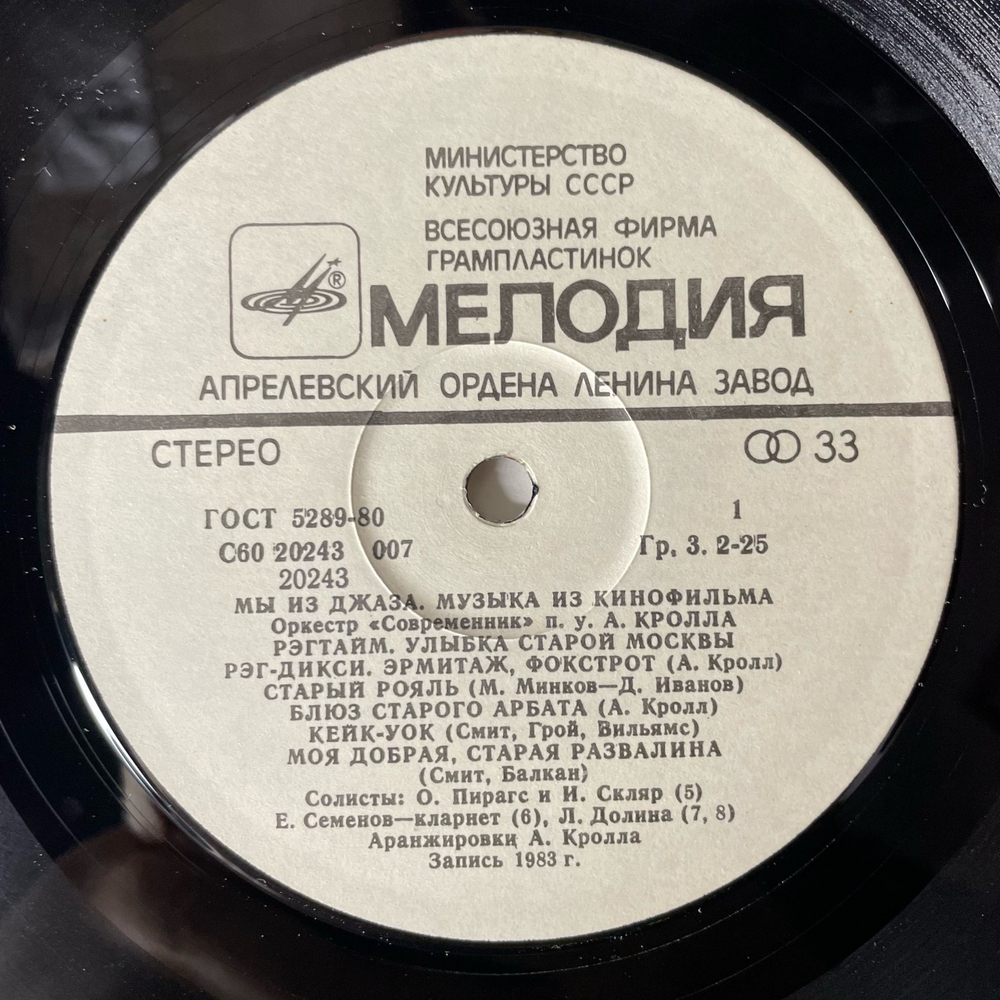 МИНИСТЕРСТВО
КУЛЬТУРЫ СССР
ВСЕСОЮЗНАЯ ФИРМА
ГРАМПЛАСТИНОК
®
МЕЛОДИЯ
АПРЕЛЕВСКИЙ ОРДЕНА ЛЕНИНА ЗАВОД
СТЕРЕО 33
ГОСТ 5289-80 1
С60 20243 007 Гр. 3. 2-25
20243
МЫ ИЗ ДЖАЗА. МУЗЫКА ИЗ КИНОФИЛЬМА
Оркестр «Современник» п. у. А. КРОЛЛА
РЭГТАЙМ. УЛЫБКА СТАРОЙ МОСКВЫ
РЭГ-ДИКСИ. ЭРМИТАЖ, ФОКСТРОТ (А. Кролл)
СТАРЫЙ РОЯЛЬ (М. Минков—Д. Иванов)
БЛЮЗ СТАРОГО АРБАТА (А. Кролл)
КЕЙК-УОК (Смит, Грой, Вильямс)
МОЯ ДОБРАЯ, СТАРАЯ РАЗВАЛИНА
(Смит, Балкан)
Солисты: О. Пирагс и И. Скляр (5)
Е. Семенов—кларнет (6), Л. Долина (7, 8)
Аранжировки А. Кролла
Запись 1983 г.